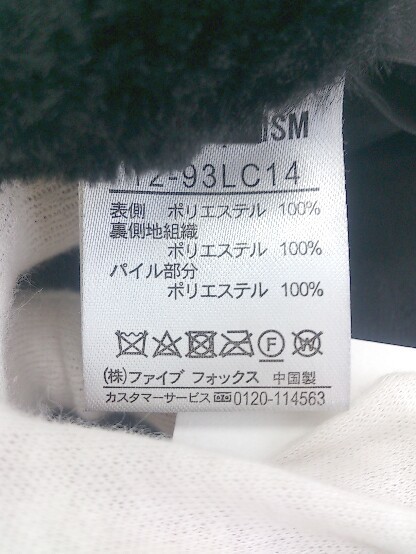 ISM
12-93LC14
表側 ポリエステル 100%
裏側地組織
ポリエステル 100%
パイル部分
ポリエステル 100%
F W
(株)ファイブ フォックス 中国製
カスタマーサービス 0120-114563